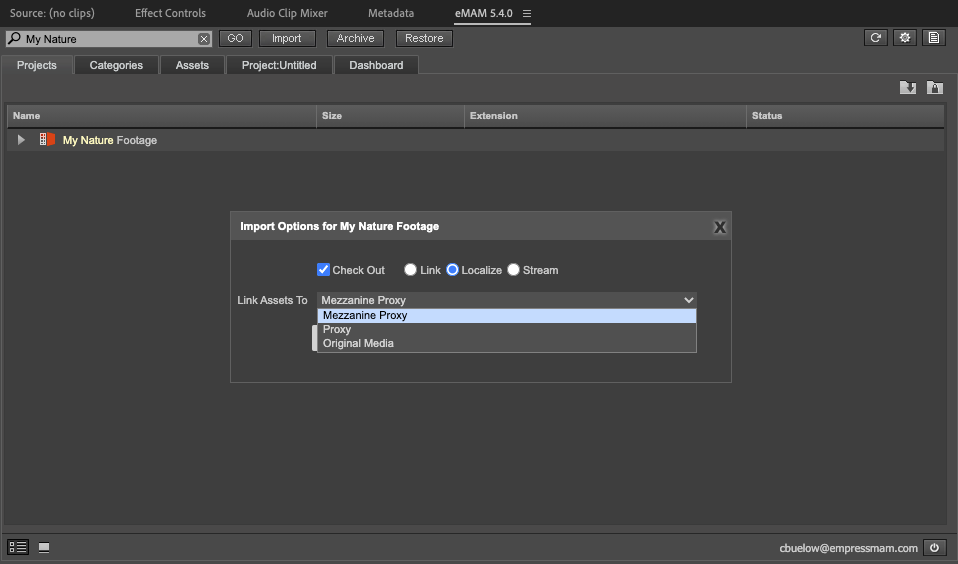 Source: (no clips) Effect Controls Audio Clip Mixer Metadata eMAM 5.4.0
My Nature GO Import Archive Restore
Projects Categories Assets Project:Untitled Dashboard
Name Size Extension Status
My Nature Footage
Import Options for My Nature Footage X
Check Out Link Localize Stream
Link Assets To Mezzanine Proxy
Mezzanine Proxy
Proxy
Original Media
cbuelow@empressmam.com